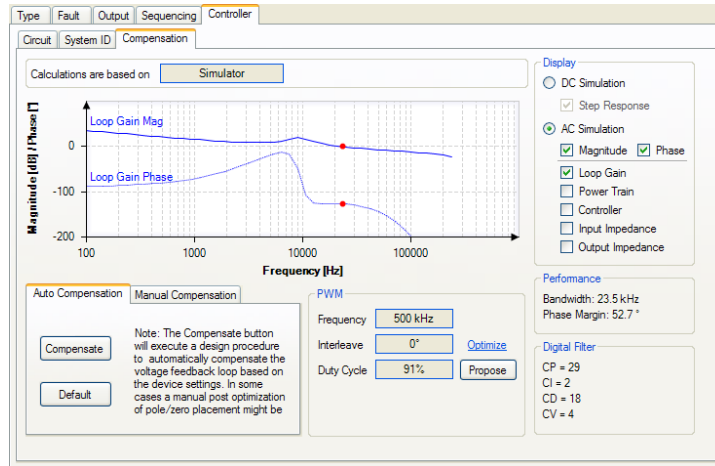 Type Fault Output Sequencing Controller
Circuit System ID Compensation
Calculations are based on Simulator
Magnitude [dB] / Phase [°]
Loop Gain Mag
Loop Gain Phase
0
-100
-200
100 1000 10000 100000
Frequency [Hz]
Display
DC Simulation
Step Response
AC Simulation
Magnitude Phase
Loop Gain
Power Train
Controller
Input Impedance
Output Impedance
Performance
Bandwidth: 23.5 kHz
Phase Margin: 52.7 °
Auto Compensation Manual Compensation
Compensate
Default
Note: The Compensate button
will execute a design procedure
to automatically compensate the
voltage feedback loop based on
the device settings. In some
cases a manual post optimization
of pole/zero placement might be
PWM
Frequency 500 kHz
Interleave 0° Optimize
Duty Cycle 91% Propose
Digital Filter
CP = 29
CI = 2
CD = 18
CV = 4